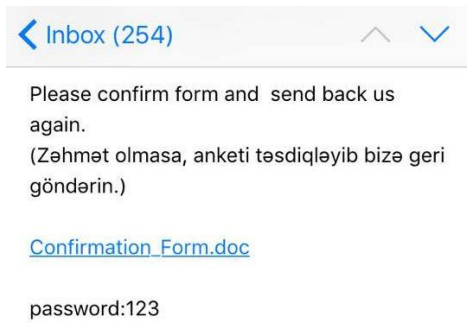 Inbox (254)
Please confirm form and  send back us
again.
(Zəhmət olmasa, anketi təsdiqləyib bizə geri
göndərin.)
Confirmation_Form.doc
password:123